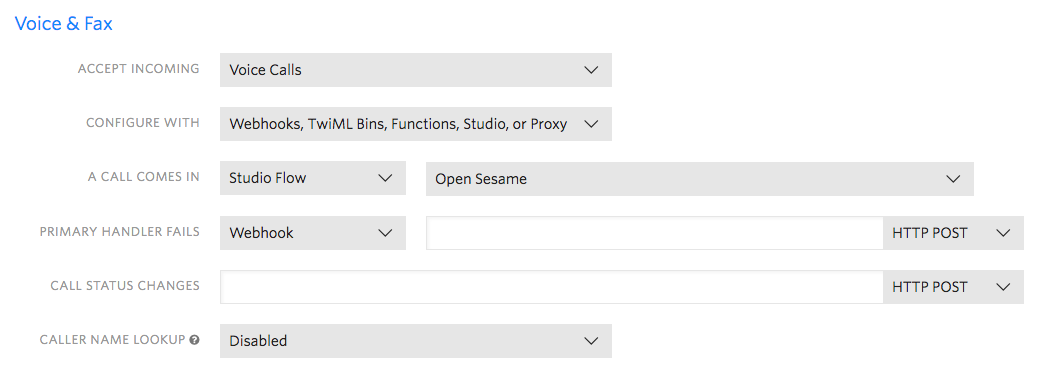 Voice & Fax
ACCEPT INCOMING Voice Calls
CONFIGURE WITH Webhooks, TwiML Bins, Functions, Studio, or Proxy
A CALL COMES IN Studio Flow Open Sesame
PRIMARY HANDLER FAILS Webhook HTTP POST
CALL STATUS CHANGES HTTP POST
CALLER NAME LOOKUP ? Disabled